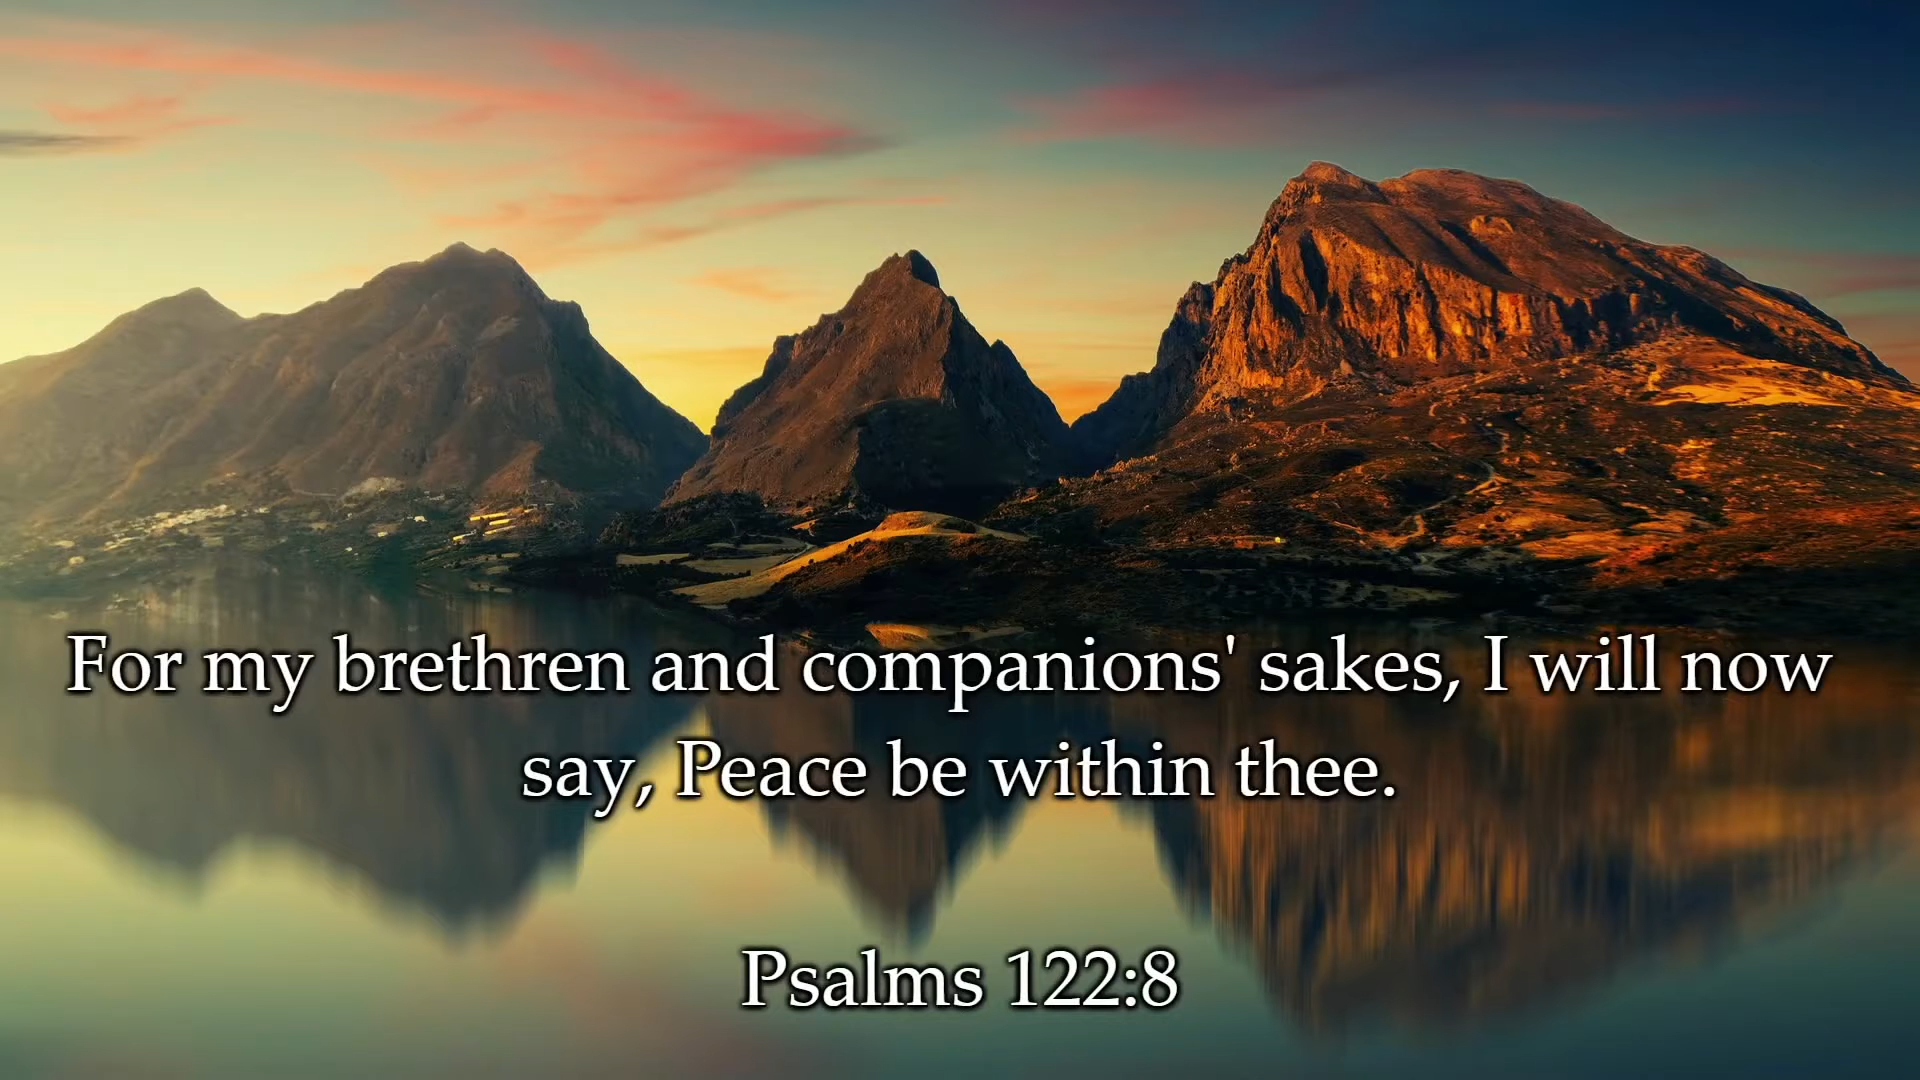 For my brethren and companions' sakes, I will now
say, Peace be within thee.
Psalms 122:8